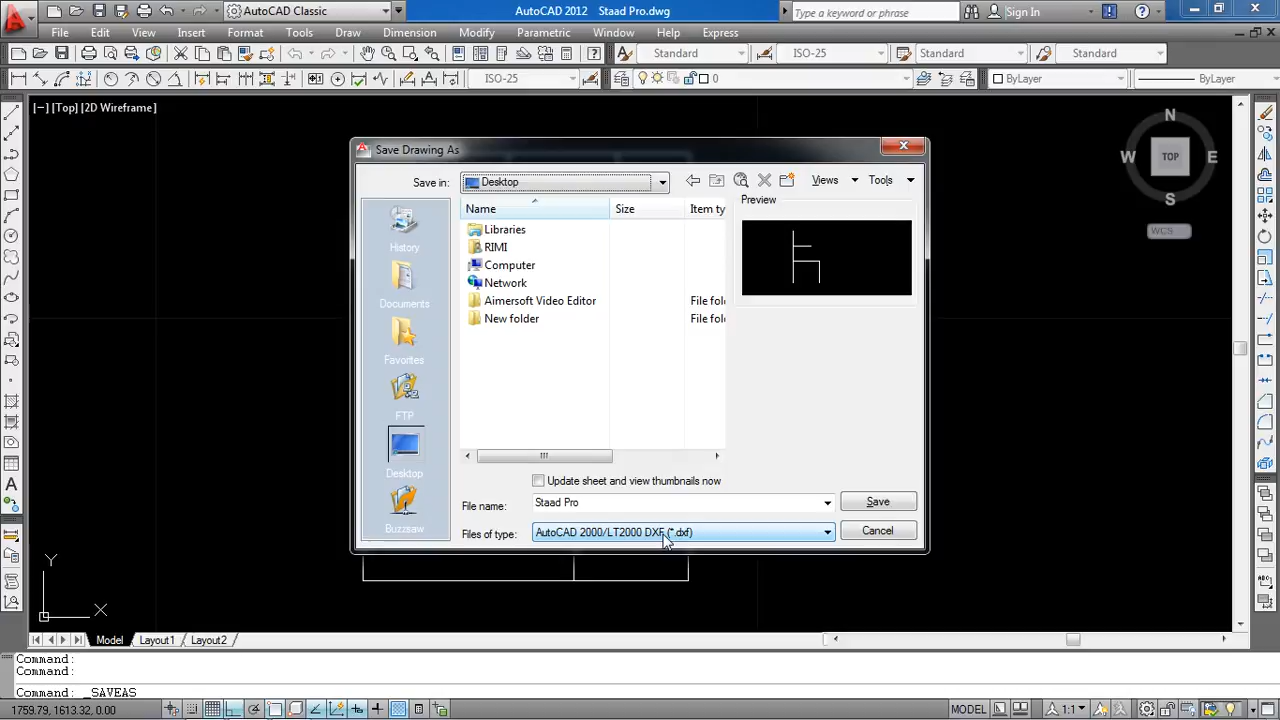 AutoCAD Classic
AutoCAD 2012 Staad Pro.dwg
Type a keyword or phrase
Sign In
File Edit View Insert Format Tools Draw Dimension Modify Parametric Window Help Express
Standard
ISO-25
Standard
Standard
ISO-25
0
ByLayer
ByLayer
[−] [Top] [2D Wireframe]
N
W
TOP
E
S
WCS
Save Drawing As
Save in:
Desktop
Views
Tools
Name
Size
Item ty
Preview
History
Documents
Favorites
FTP
Desktop
Buzzsaw
Libraries
RIMI
Computer
Network
Aimersoft Video Editor
File fol
New folder
File fol
Update sheet and view thumbnails now
File name:
Staad Pro
Save
Files of type:
AutoCAD 2000/LT2000 DXF (*.dxf)
Cancel
Y
X
Model
Layout1
Layout2
Command:
Command:
Command: _SAVEAS
1759.79, 1613.32, 0.00
MODEL
1:1